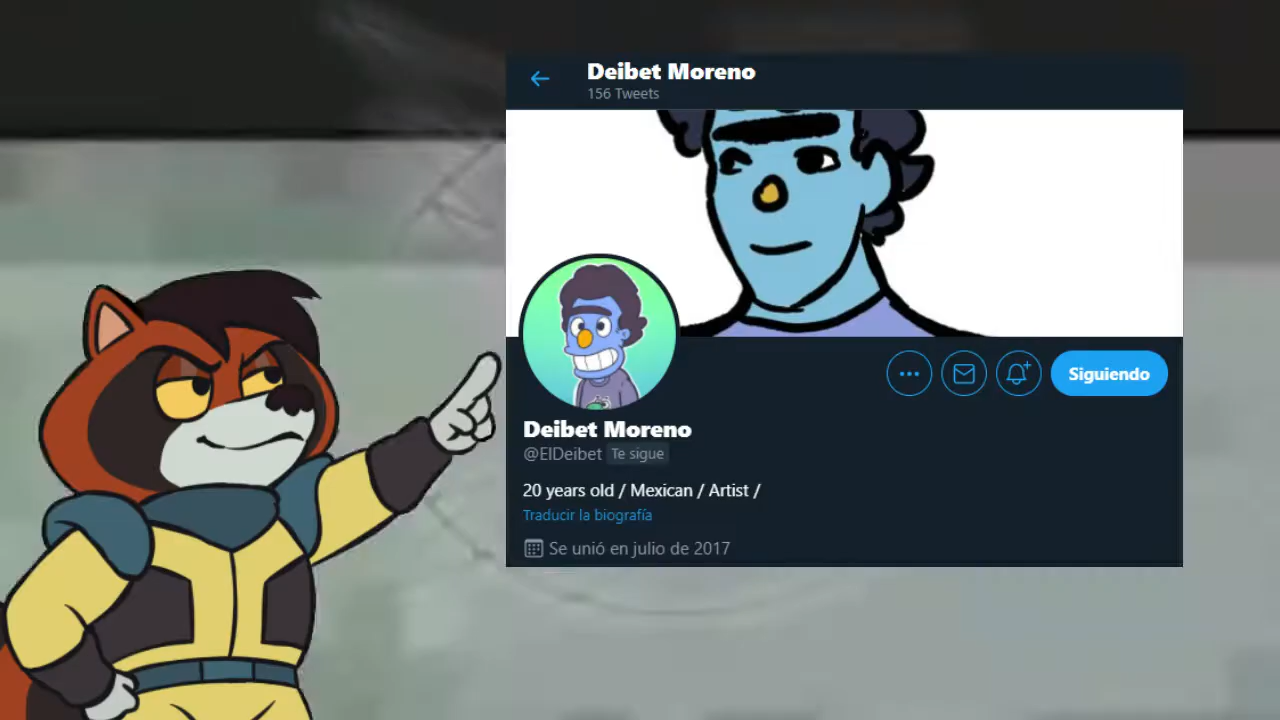 Deibet Moreno
156 Tweets
Siguiendo
Deibet Moreno
@ElDeibet Te sigue
20 years old / Mexican / Artist /
Traducir la biografía
Se unió en julio de 2017